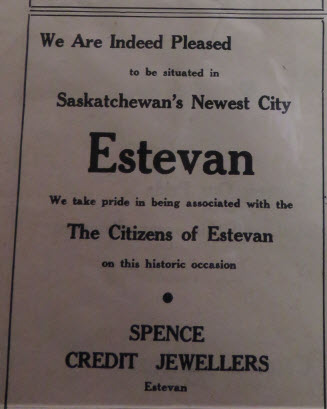 We Are Indeed Pleased
to be situated in
Saskatchewan's Newest City
Estevan
We take pride in being associated with the
The Citizens of Estevan
on this historic occasion
SPENCE
CREDIT JEWELLERS
Estevan